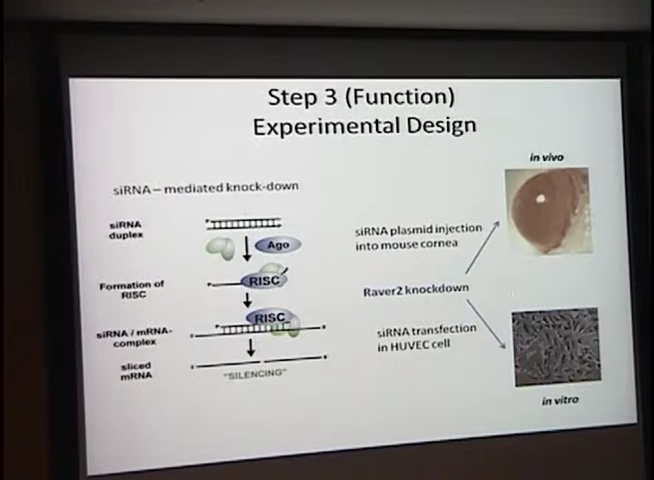 Step 3 (Function)
Experimental Design
siRNA – mediated knock-down
siRNA
duplex
Ago
Formation of
RISC
RISC
RISC
siRNA / mRNA-
complex
sliced
mRNA
"SILENCING"
siRNA plasmid injection
into mouse cornea
Raver2 knockdown
siRNA transfection
in HUVEC cell
in vivo
in vitro